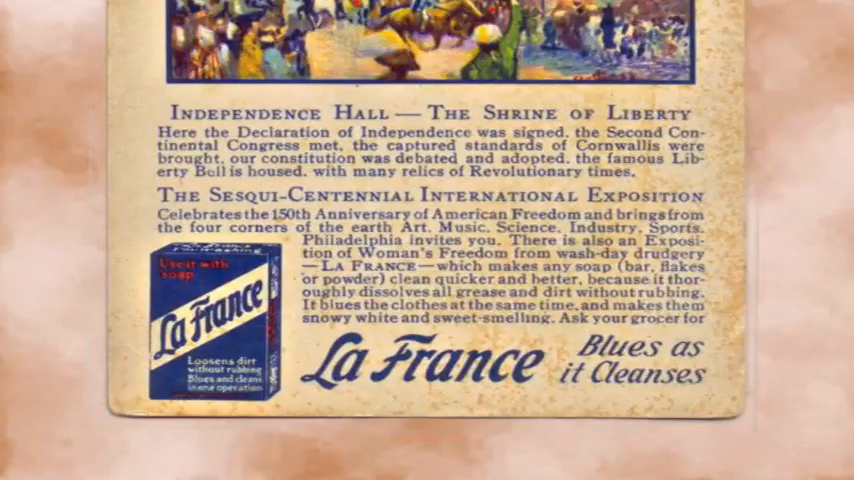 INDEPENDENCE HALL — THE SHRINE OF LIBERTY
Here the Declaration of Independence was signed, the Second Con-
tinental Congress met, the captured standards of Cornwallis were
brought, our constitution was debated and adopted, the famous Lib-
erty Bell is housed, with many relics of Revolutionary times.
THE SESQUI-CENTENNIAL INTERNATIONAL EXPOSITION
Celebrates the 150th Anniversary of American Freedom and brings from
the four corners of the earth Art, Music, Science, Industry, Sports.
Philadelphia invites you. There is also an Exposi-
tion of Woman's Freedom from wash-day drudgery
—LA FRANCE—which makes any soap (bar, flakes
or powder) clean quicker and better, because it thor-
oughly dissolves all grease and dirt without rubbing.
It blues the clothes at the same time, and makes them
snowy white and sweet-smelling. Ask your grocer for
La France
Blues as
it Cleanses
Use it with
soap
La France
Loosens dirt
without rubbing
Blues and cleans
in one operation